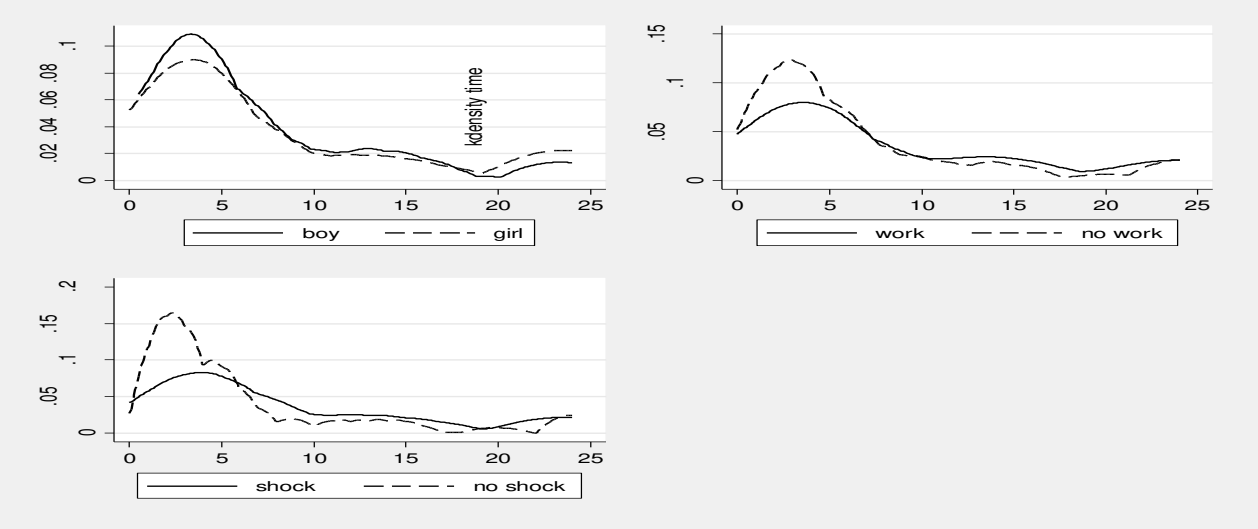 0 .02 .04 .06 .08 .1
kdensity time
0 5 10 15 20 25
boy girl
0 .05 .1 .15
0 5 10 15 20 25
work no work
0 .05 .1 .15 .2
0 5 10 15 20 25
shock no shock